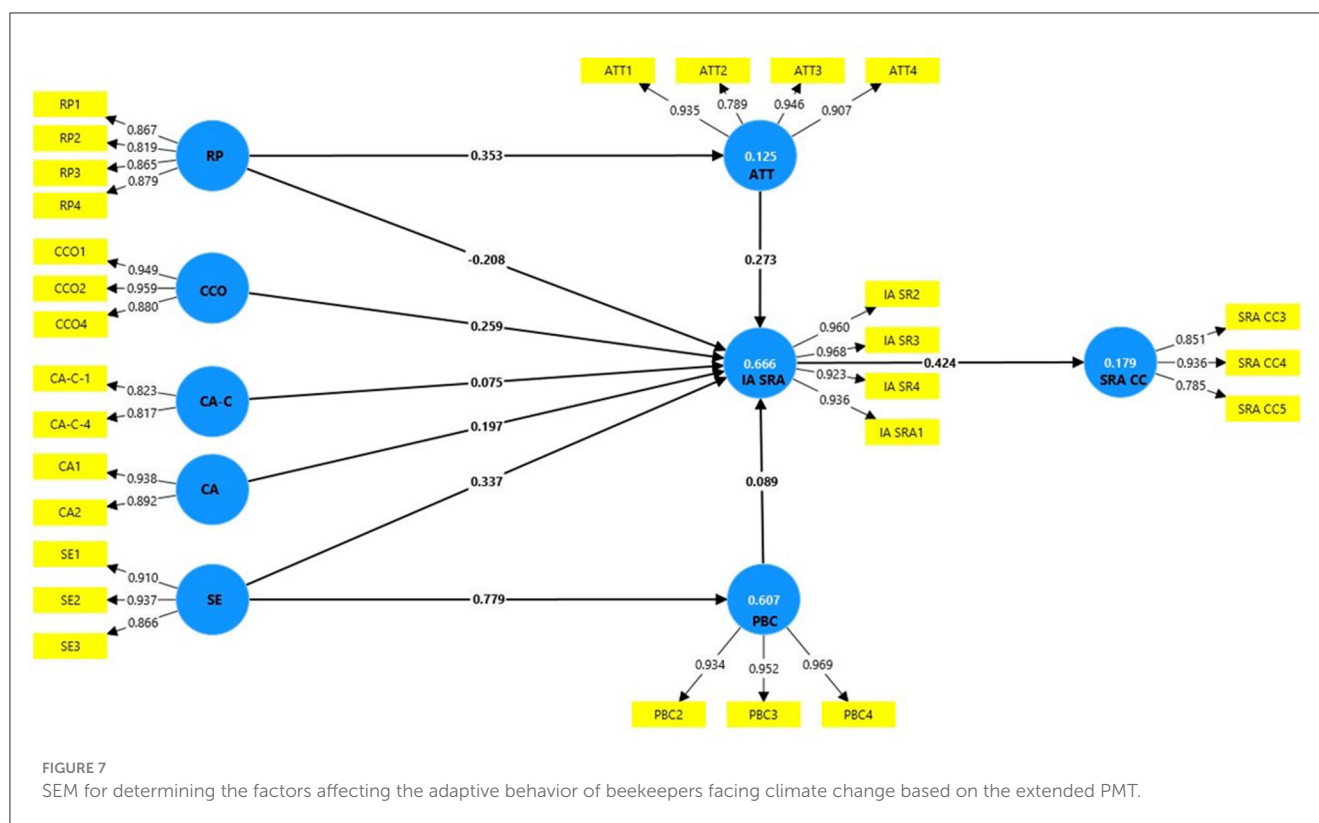 ATT1 ATT2 ATT3 ATT4
0.935 0.789 0.946 0.907
RP1
RP2
RP3
RP4
0.867
0.819
0.865
0.879
RP
0.353
0.125
ATT
-0.208
0.273
CCO1
CCO2
CCO4
0.949
0.959
0.880
CCO
0.259
CA-C-1
CA-C-4
0.823
0.817
CA-C
0.075
CA1
CA2
0.938
0.892
CA
0.197
SE1
SE2
SE3
0.910
0.937
0.866
SE
0.337
0.779
0.666
IA SRA
IA SR2
IA SR3
IA SR4
IA SRA1
0.960
0.968
0.923
0.936
0.424
0.179
SRA CC
SRA CC3
SRA CC4
SRA CC5
0.851
0.936
0.785
0.089
0.607
PBC
0.934 0.952 0.969
PBC2 PBC3 PBC4
FIGURE 7
SEM for determining the factors affecting the adaptive behavior of beekeepers facing climate change based on the extended PMT.